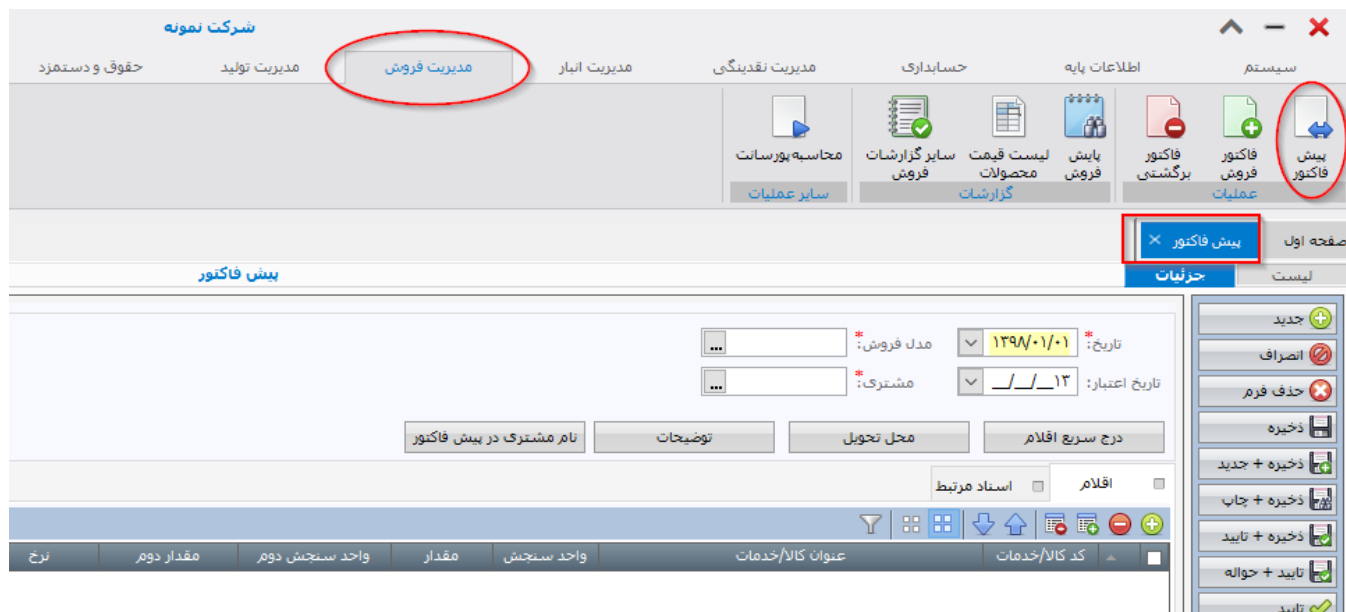 شرکت نمونه
سیستم اطلاعات پایه حسابداری مدیریت نقدینگی مدیریت انبار مدیریت فروش مدیریت تولید حقوق و دستمزد
پیش فاکتور
فاکتور فروش
فاکتور برگشتی
پایش فروش
لیست قیمت محصولات
سایر گزارشات فروش
محاسبه پورسانت
عملیات گزارشات سایر عملیات
صفحه اول پیش فاکتور ×
لیست جزئیات پیش فاکتور
جدید
انصراف
حذف فرم
ذخیره
ذخیره + جدید
ذخیره + چاپ
ذخیره + تایید
تایید + حواله
تایید
تاریخ:* ۱۳۹۸/۰۱/۰۱ مدل فروش:* ...
تاریخ اعتبار: ۱۳__/__/__ مشتری:* ...
درج سریع اقلام محل تحویل توضیحات نام مشتری در پیش فاکتور
اقلام اسناد مرتبط
کد کالا/خدمات عنوان کالا/خدمات واحد سنجش مقدار واحد سنجش دوم مقدار دوم نرخ